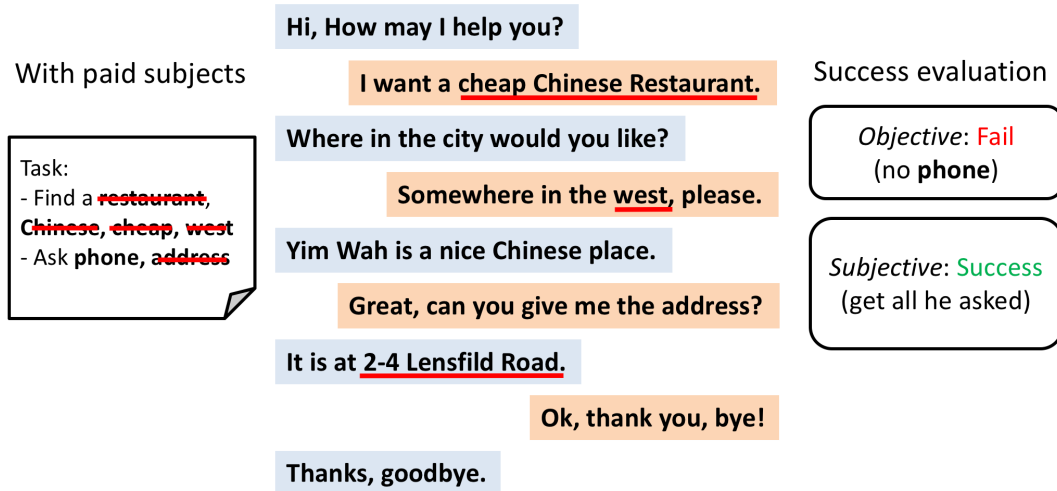 With paid subjects
Task:
- Find a restaurant,
Chinese, cheap, west
- Ask phone, address
Hi, How may I help you?
I want a cheap Chinese Restaurant.
Where in the city would you like?
Somewhere in the west, please.
Yim Wah is a nice Chinese place.
Great, can you give me the address?
It is at 2-4 Lensfild Road.
Ok, thank you, bye!
Thanks, goodbye.
Success evaluation
Objective: Fail
(no phone)
Subjective: Success
(get all he asked)